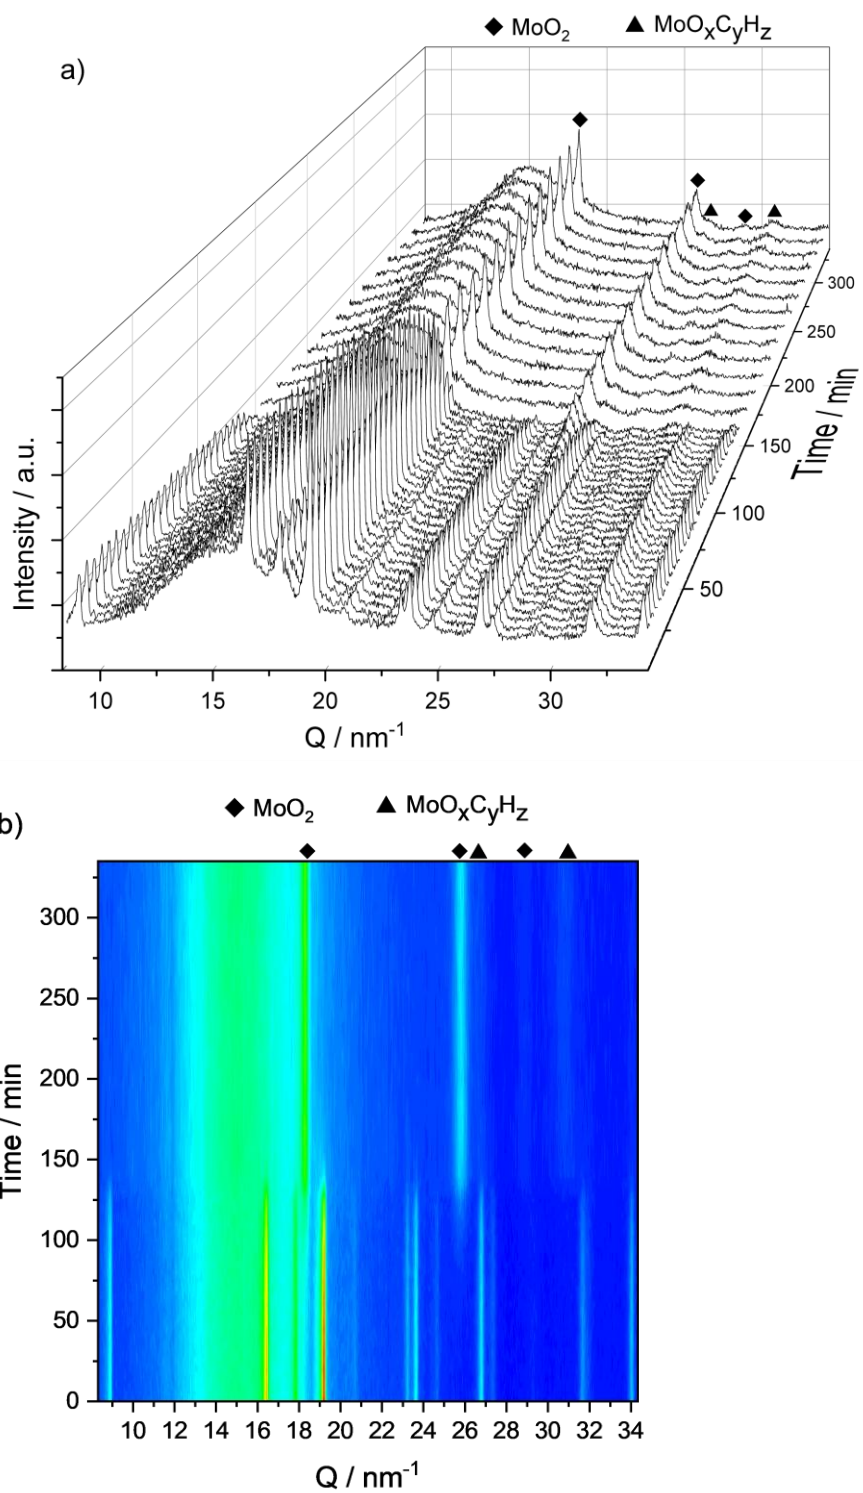 ◆ MoO₂ ▲ MoOxCyHz
a)
Intensity / a.u.
300
250
200
150
100
50
Time / min
10 15 20 25 30
Q / nm⁻¹
◆ MoO₂ ▲ MoOxCyHz
b)
Time / min
300
250
200
150
100
50
0
10 12 14 16 18 20 22 24 26 28 30 32 34
Q / nm⁻¹